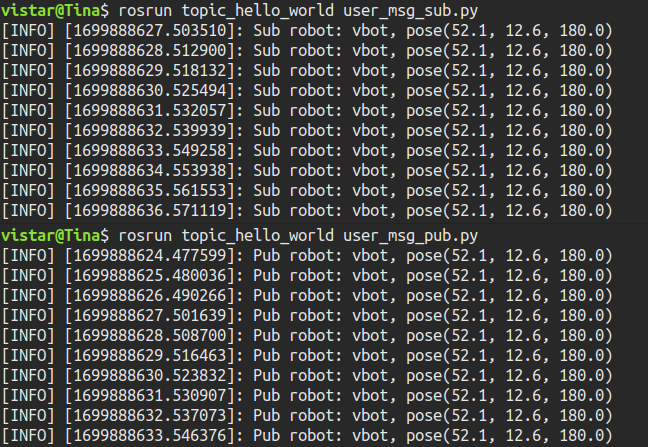 vistar@Tina$ rosrun topic_hello_world user_msg_sub.py
[INFO] [1699888627.503510]: Sub robot: vbot, pose(52.1, 12.6, 180.0)
[INFO] [1699888628.512900]: Sub robot: vbot, pose(52.1, 12.6, 180.0)
[INFO] [1699888629.518132]: Sub robot: vbot, pose(52.1, 12.6, 180.0)
[INFO] [1699888630.525494]: Sub robot: vbot, pose(52.1, 12.6, 180.0)
[INFO] [1699888631.532057]: Sub robot: vbot, pose(52.1, 12.6, 180.0)
[INFO] [1699888632.539939]: Sub robot: vbot, pose(52.1, 12.6, 180.0)
[INFO] [1699888633.549258]: Sub robot: vbot, pose(52.1, 12.6, 180.0)
[INFO] [1699888634.553938]: Sub robot: vbot, pose(52.1, 12.6, 180.0)
[INFO] [1699888635.561553]: Sub robot: vbot, pose(52.1, 12.6, 180.0)
[INFO] [1699888636.571119]: Sub robot: vbot, pose(52.1, 12.6, 180.0)
vistar@Tina$ rosrun topic_hello_world user_msg_pub.py
[INFO] [1699888624.477599]: Pub robot: vbot, pose(52.1, 12.6, 180.0)
[INFO] [1699888625.480036]: Pub robot: vbot, pose(52.1, 12.6, 180.0)
[INFO] [1699888626.490266]: Pub robot: vbot, pose(52.1, 12.6, 180.0)
[INFO] [1699888627.501639]: Pub robot: vbot, pose(52.1, 12.6, 180.0)
[INFO] [1699888628.508700]: Pub robot: vbot, pose(52.1, 12.6, 180.0)
[INFO] [1699888629.516463]: Pub robot: vbot, pose(52.1, 12.6, 180.0)
[INFO] [1699888630.523832]: Pub robot: vbot, pose(52.1, 12.6, 180.0)
[INFO] [1699888631.530907]: Pub robot: vbot, pose(52.1, 12.6, 180.0)
[INFO] [1699888632.537073]: Pub robot: vbot, pose(52.1, 12.6, 180.0)
[INFO] [1699888633.546376]: Pub robot: vbot, pose(52.1, 12.6, 180.0)